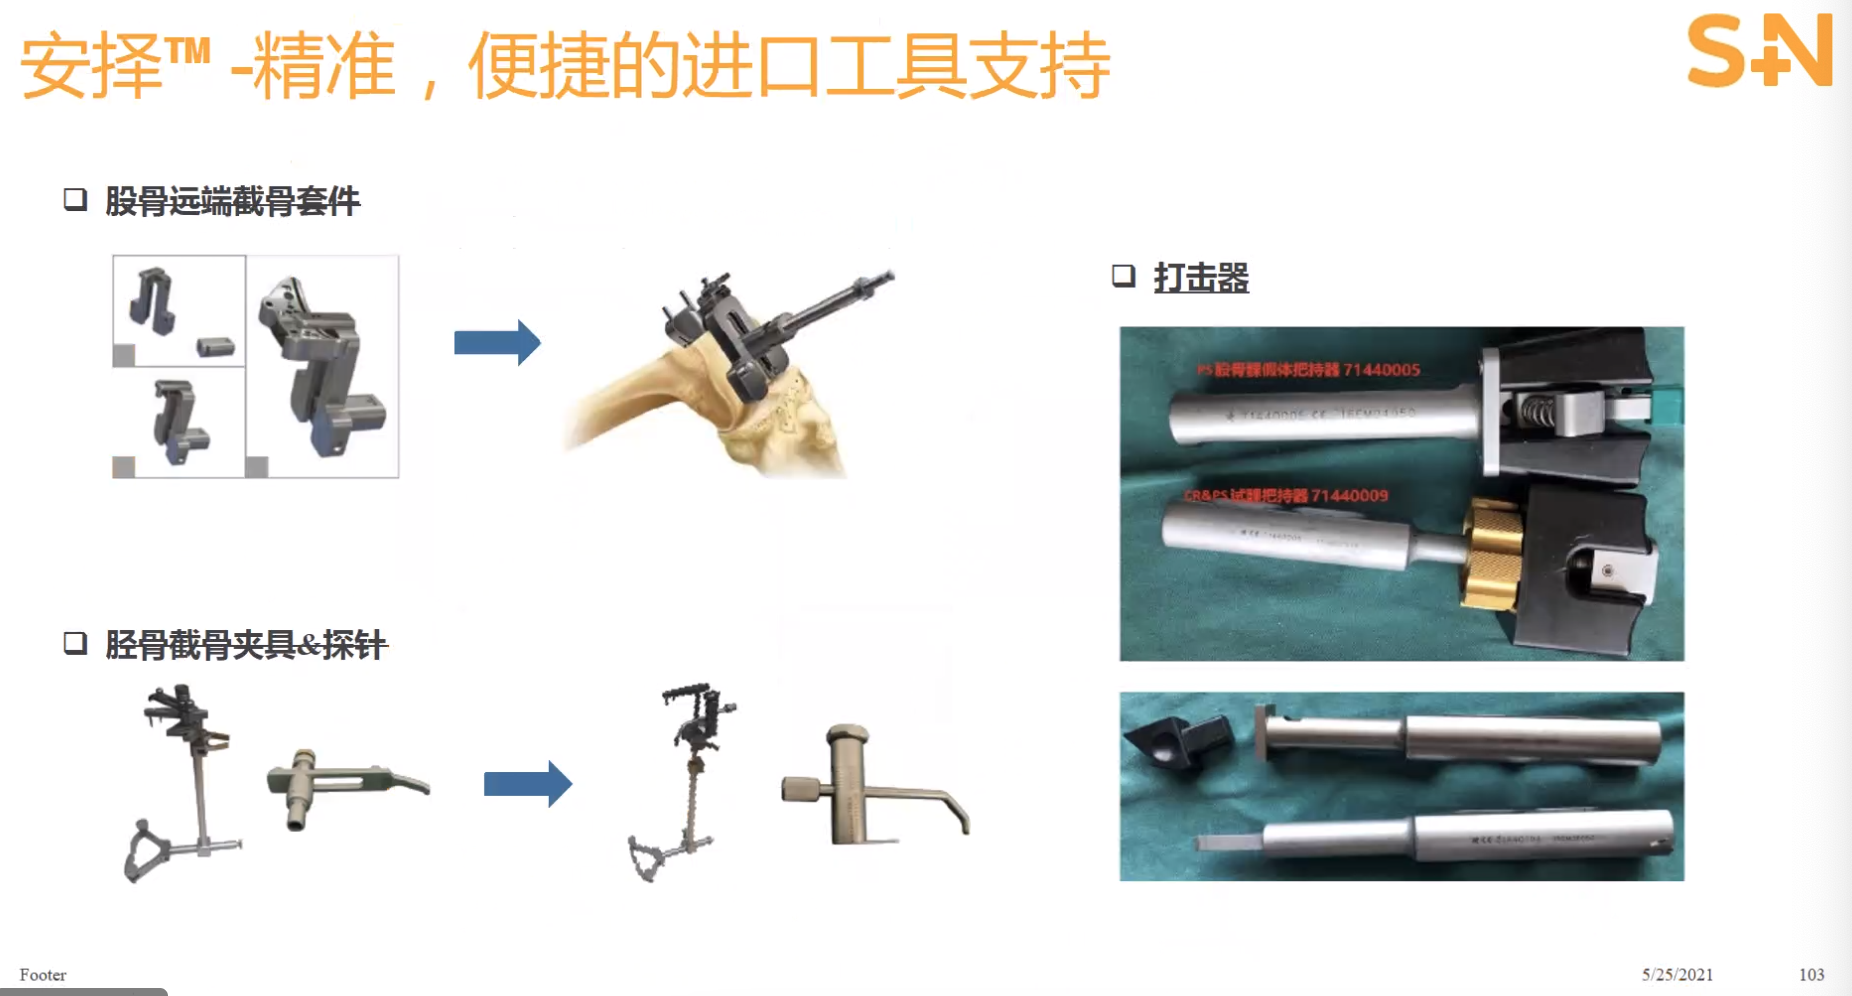 安择™ -精准，便捷的进口工具支持
S+N
股骨远端截骨套件
打击器
PS股骨髁假体把持器 71440005
CR&PS试模把持器 71440009
胫骨截骨夹具&探针
Footer
5/25/2021
103